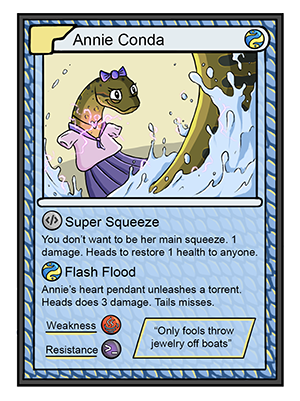 Annie Conda
</> Super Squeeze
You don't want to be her main squeeze. 1
damage. Heads to restore 1 health to anyone.
Flash Flood
Annie's heart pendant unleashes a torrent.
Heads does 3 damage. Tails misses.
Weakness
Resistance >_
"Only fools throw
jewelry off boats"